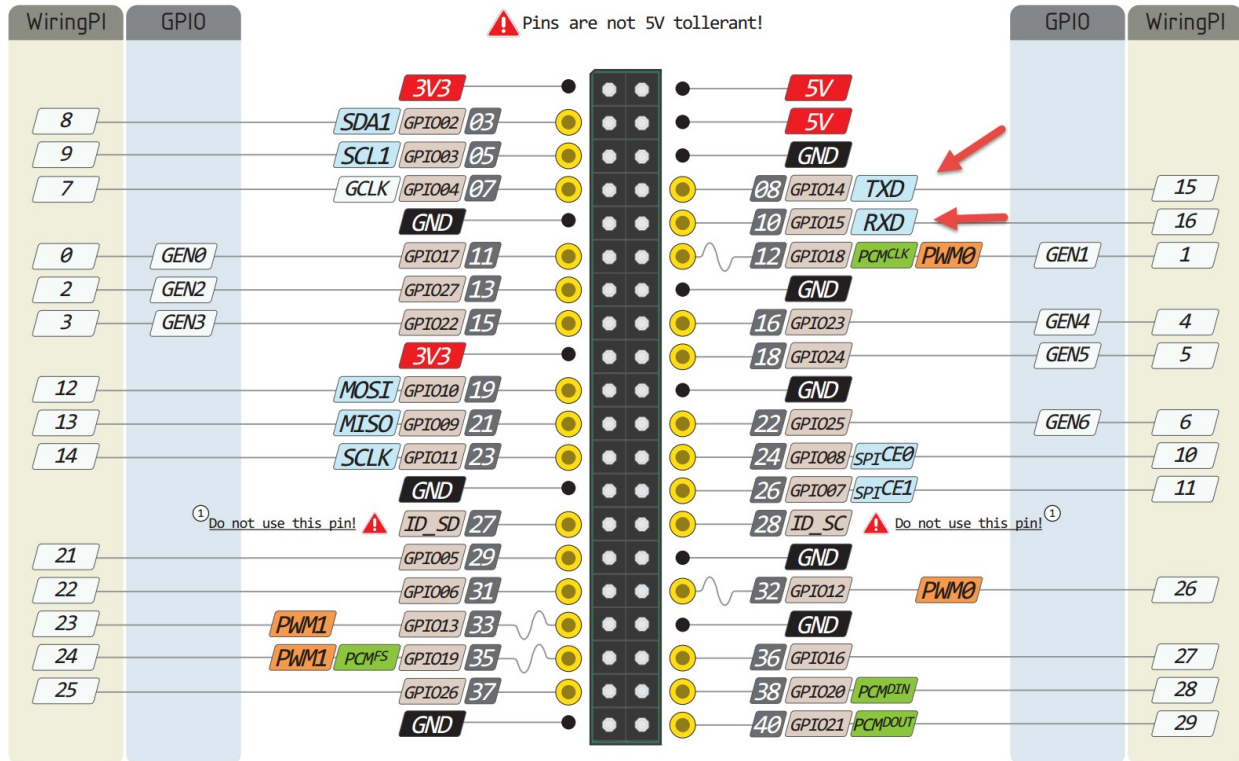 WiringPI GPIO Pins are not 5V tollerant! GPIO WiringPI
3V3 5V
8 SDA1 GPIO02 03 5V
9 SCL1 GPIO03 05 GND
7 GCLK GPIO04 07 08 GPIO14 TXD 15
GND 10 GPIO15 RXD 16
0 GEN0 GPIO17 11 12 GPIO18 PCMCLK PWM0 GEN1 1
2 GEN2 GPIO27 13 GND
3 GEN3 GPIO22 15 16 GPIO23 GEN4 4
3V3 18 GPIO24 GEN5 5
12 MOSI GPIO10 19 GND
13 MISO GPIO09 21 22 GPIO25 GEN6 6
14 SCLK GPIO11 23 24 GPIO08 SPICE0 10
GND 26 GPIO07 SPICE1 11
1 Do not use this pin! ID_SD 27 28 ID_SC Do not use this pin! 1
21 GPIO05 29 GND
22 GPIO06 31 32 GPIO12 PWM0 26
23 PWM1 GPIO13 33 GND
24 PWM1 PCMFS GPIO19 35 36 GPIO16 27
25 GPIO26 37 38 GPIO20 PCMDIN 28
GND 40 GPIO21 PCMDOUT 29